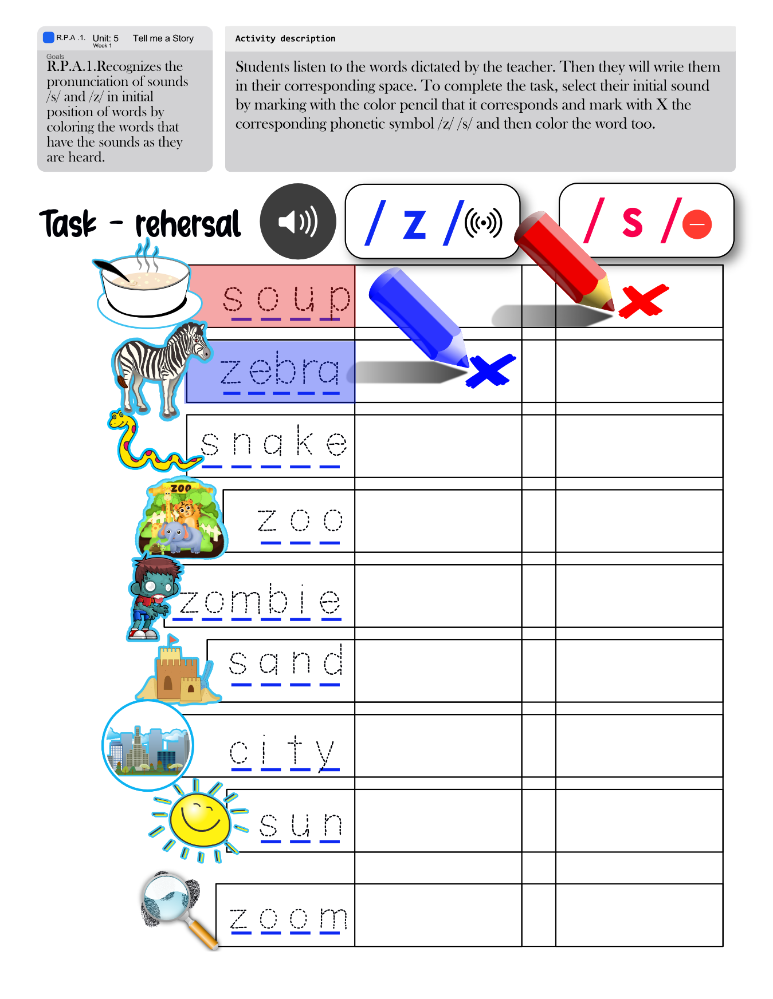 R.P.A .1. Unit: 5 Tell me a Story
Week 1
Goals
R.P.A.1.Recognizes the
pronunciation of sounds
/s/ and /z/ in initial
position of words by
coloring the words that
have the sounds as they
are heard.
Activity description
Students listen to the words dictated by the teacher. Then they will write them
in their corresponding space. To complete the task, select their initial sound
by marking with the color pencil that it corresponds and mark with X the
corresponding phonetic symbol /z/ /s/ and then color the word too.
Task - rehersal
/ z /
/ s /
soup
zebra
snake
ZOO
zoo
zombie
sand
city
sun
zoom